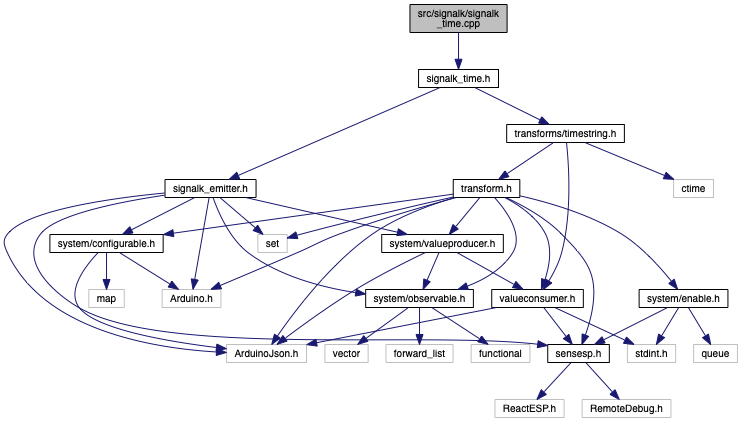 src/signalk/signalk
_time.cpp
signalk_time.h
transforms/timestring.h
signalk_emitter.h
transform.h
ctime
system/configurable.h
set
system/valueproducer.h
map
Arduino.h
system/observable.h
valueconsumer.h
system/enable.h
ArduinoJson.h
vector
forward_list
functional
sensesp.h
stdint.h
queue
ReactESP.h
RemoteDebug.h